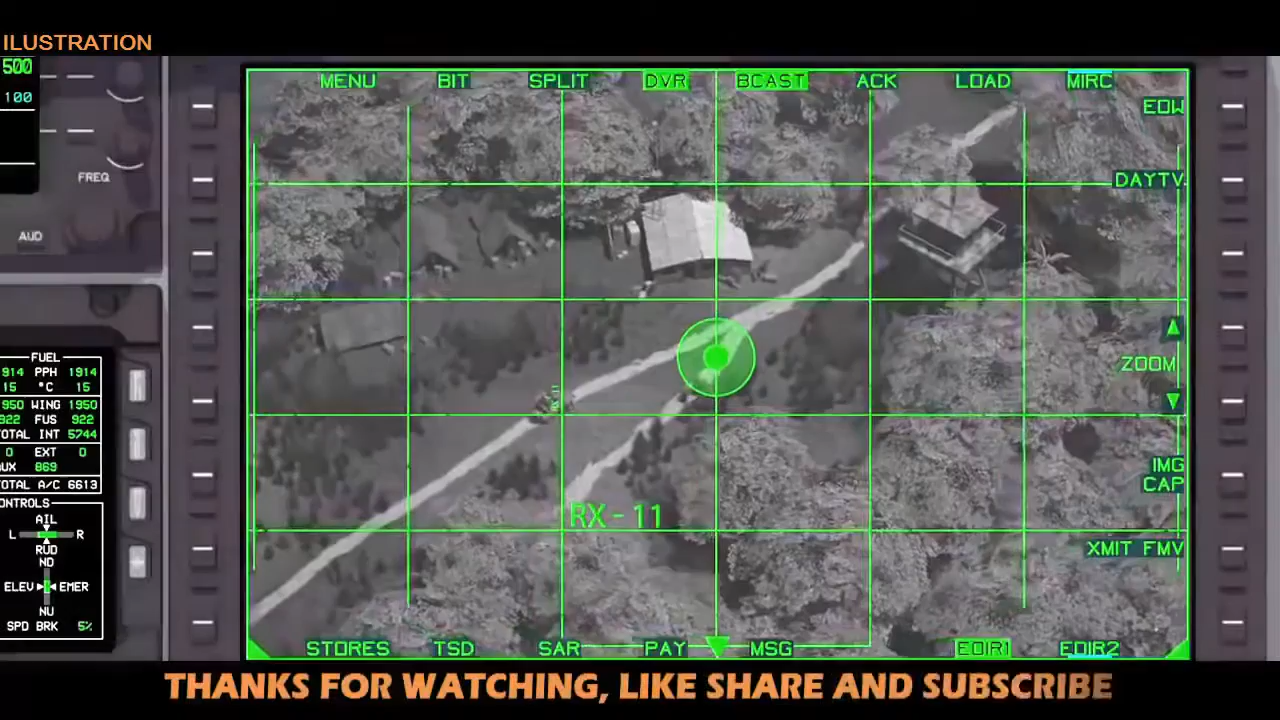 ILUSTRATION
500
100
FREQ
AUD
MENU BIT SPLIT DVR BCAST ACK LOAD MIRC
EOW
DAYTV
ZOOM
IMG
CAP
XMIT FMV
RX-11
RX - 11
FUEL
914 PPH 1914
15 °C 15
950 WING 1950
922 FUS 922
OTAL INT 5744
0 EXT 0
UX 869
OTAL A/C 6613
ONTROLS
AIL
L R
RUD
ND
ELEV EMER
NU
SPD BRK 5%
STORES TSD SAR PAY MSG EOIR1 EOIR2
THANKS FOR WATCHING, LIKE SHARE AND SUBSCRIBE